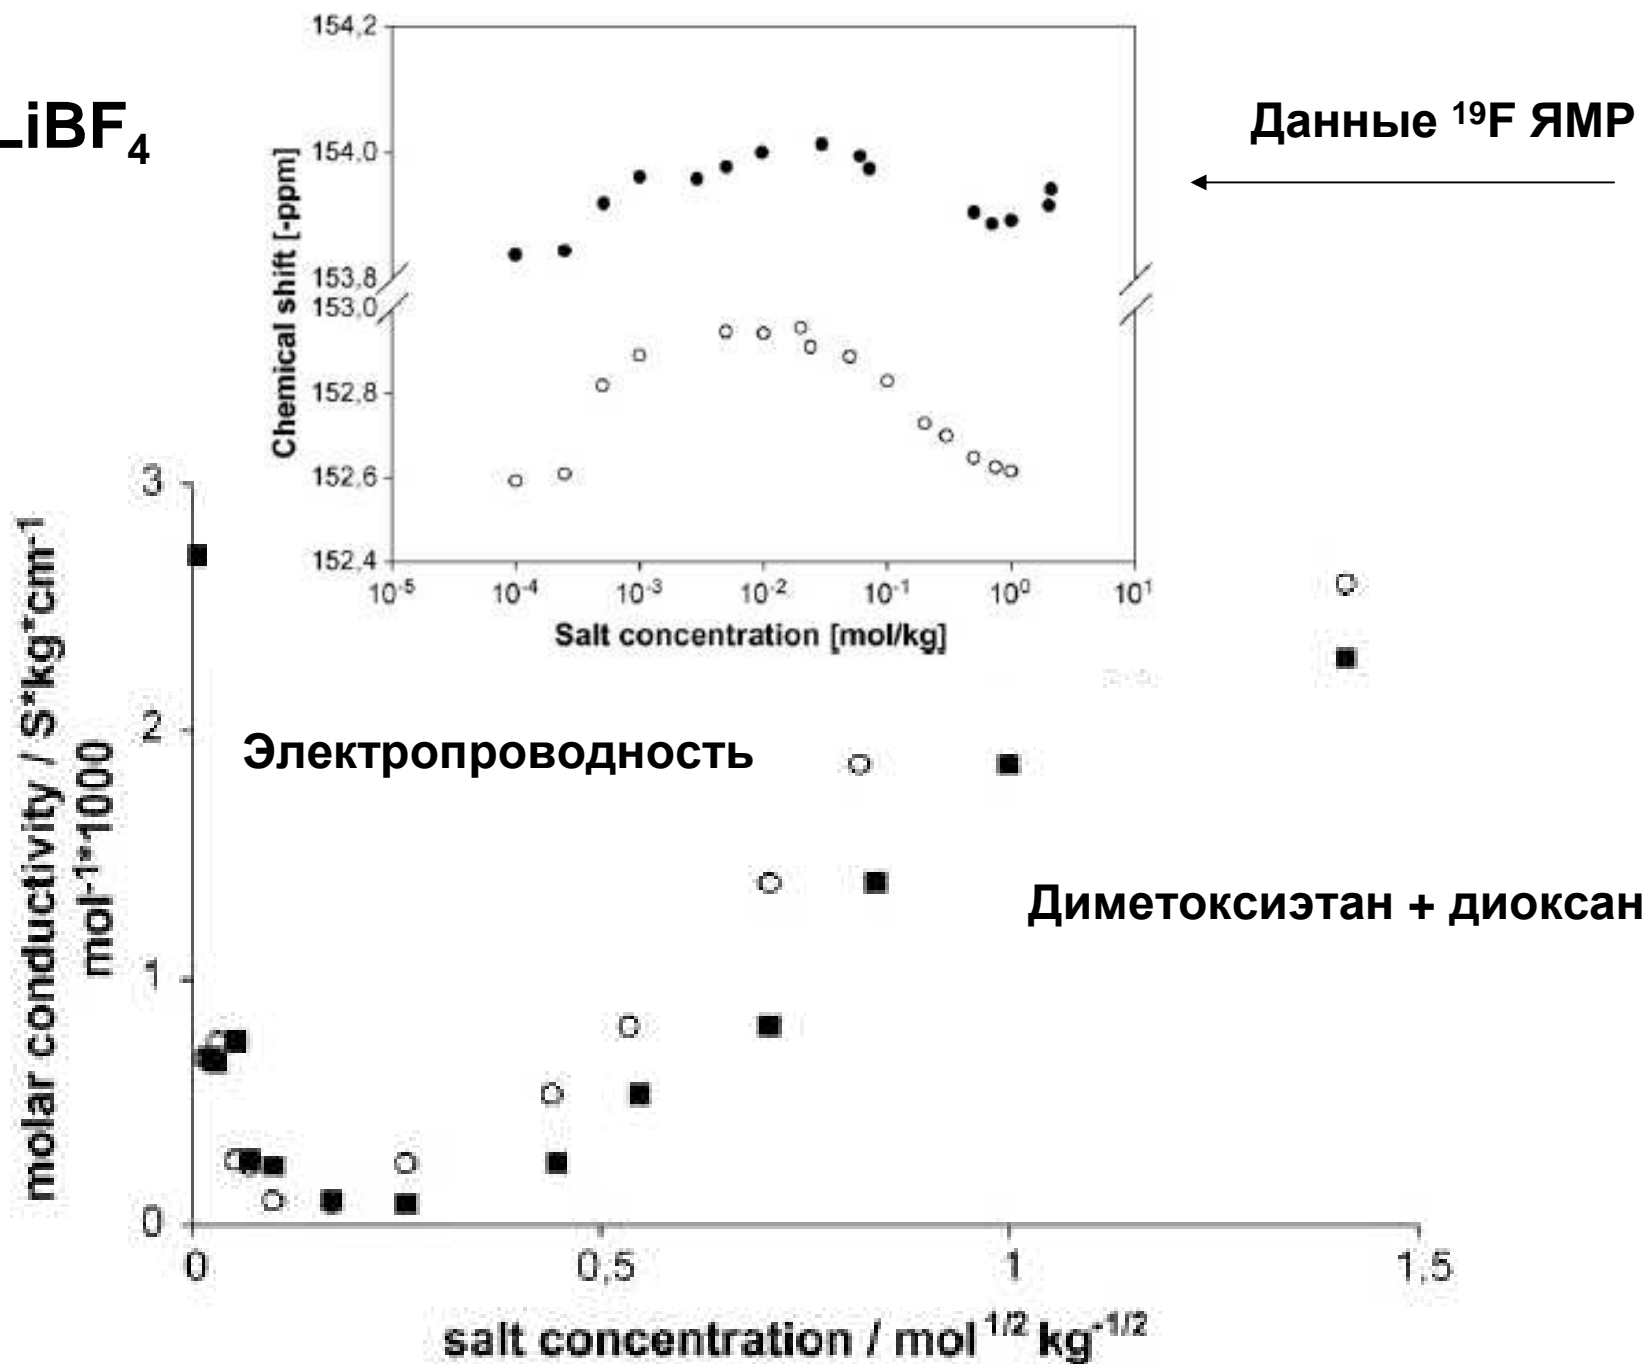 LiBF4
Данные 19F ЯМР
154,2
154,0
153,8
153,0
152,8
152,6
152,4
Chemical shift [-ppm]
10-5 10-4 10-3 10-2 10-1 100 101
Salt concentration [mol/kg]
3
2
1
0
molar conductivity / S*kg*cm-1
mol-1*1000
Электропроводность
Диметоксиэтан + диоксан
0 0,5 1 1,5
salt concentration / mol 1/2 kg-1/2